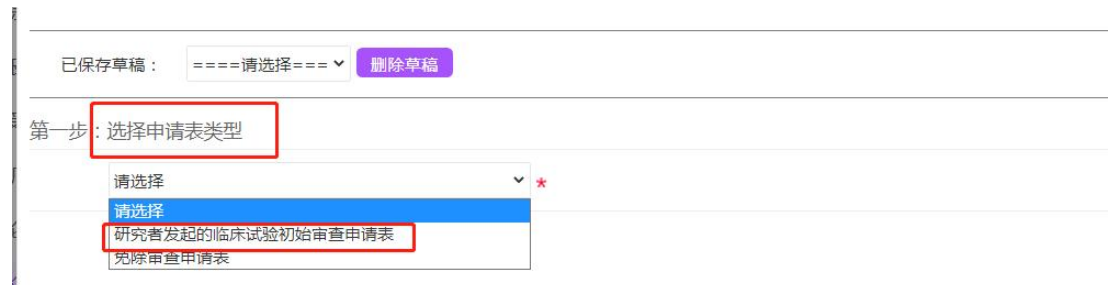 已保存草稿： ====请选择=== 删除草稿
第一步：选择申请表类型
请选择 *
请选择
研究者发起的临床试验初始审查申请表
免除审查申请表